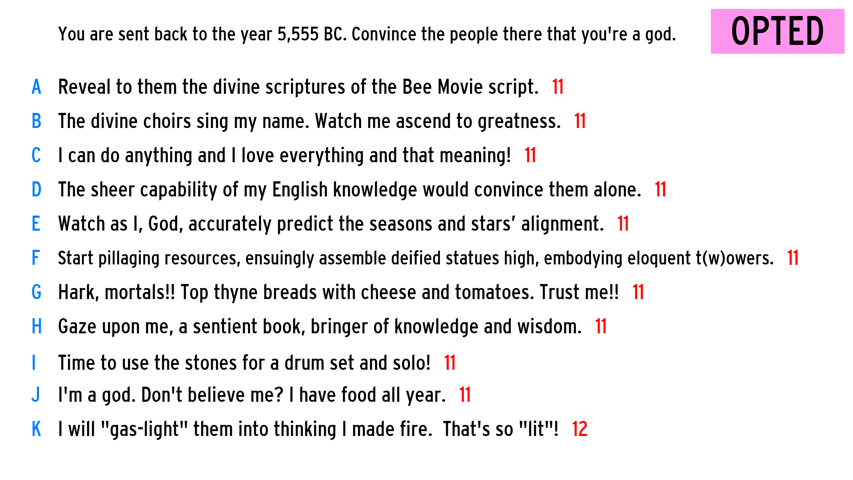 You are sent back to the year 5,555 BC. Convince the people there that you're a god.
OPTED
A Reveal to them the divine scriptures of the Bee Movie script. 11
B The divine choirs sing my name. Watch me ascend to greatness. 11
C I can do anything and I love everything and that meaning! 11
D The sheer capability of my English knowledge would convince them alone. 11
E Watch as I, God, accurately predict the seasons and stars’ alignment. 11
F Start pillaging resources, ensuingly assemble deified statues high, embodying eloquent t(w)owers. 11
G Hark, mortals!! Top thyne breads with cheese and tomatoes. Trust me!! 11
H Gaze upon me, a sentient book, bringer of knowledge and wisdom. 11
I Time to use the stones for a drum set and solo! 11
J I'm a god. Don't believe me? I have food all year. 11
K I will "gas-light" them into thinking I made fire. That's so "lit"! 12